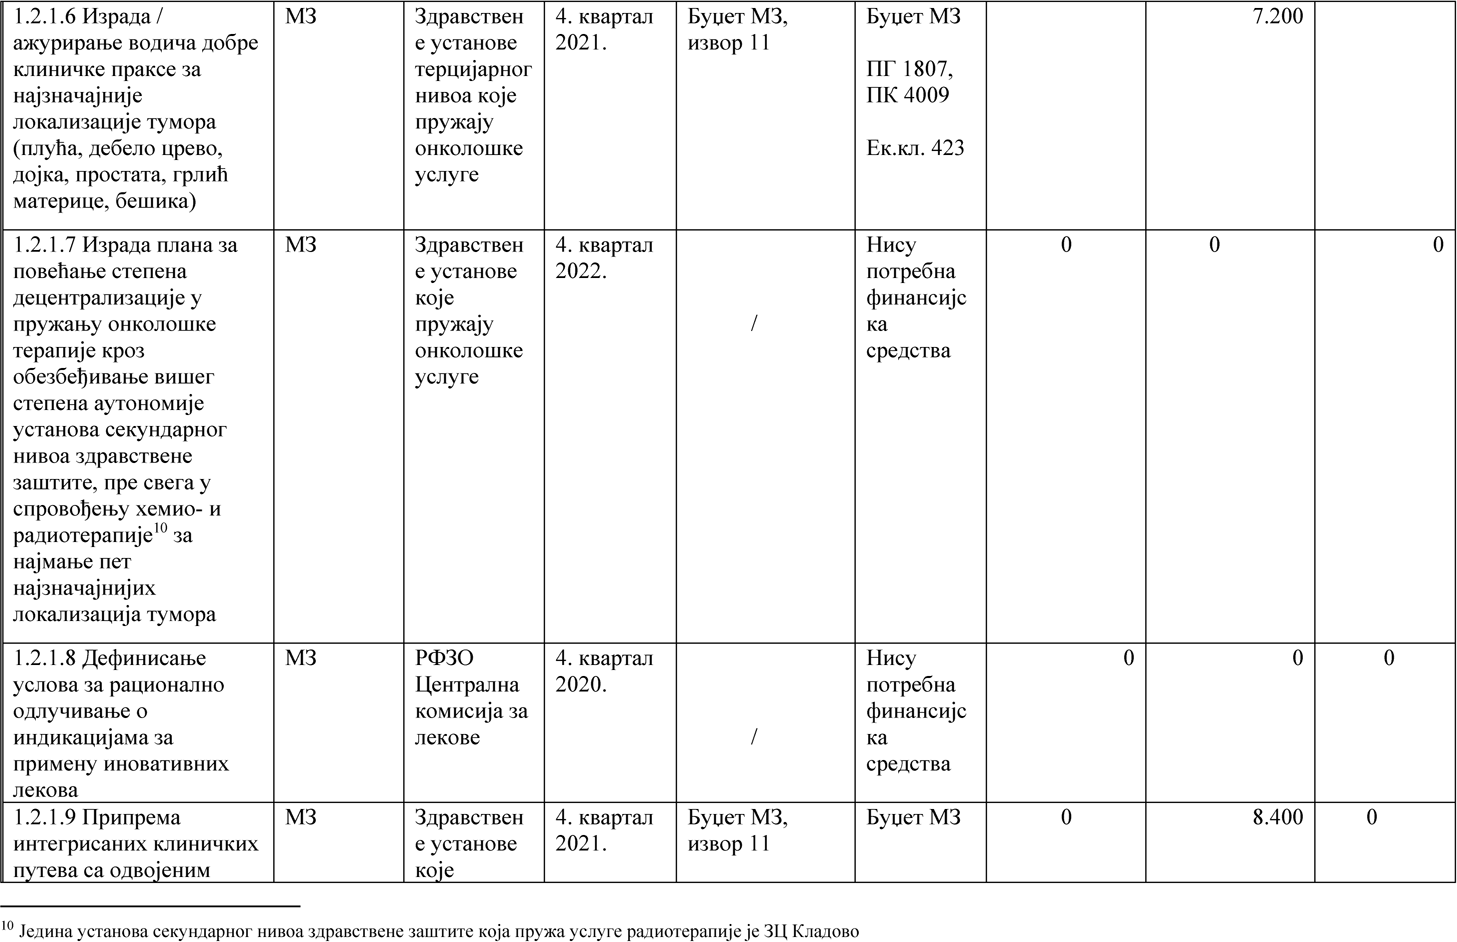 1.2.1.6 Израда /
ажурирање водича добре
клиничке праксе за
најзначајније
локализације тумора
(плућа, дебело црево,
дојка, простата, грлић
материце, бешика)
МЗ
Здравствен
е установе
терцијарног
нивоа које
пружају
онколошке
услуге
4. квартал
2021.
Буџет МЗ,
извор 11
Буџет МЗ
ПГ 1807,
ПК 4009
Ек.кл. 423
7.200
1.2.1.7 Израда плана за
повећање степена
децентрализације у
пружању онколошке
терапије кроз
обезбеђивање вишег
степена аутономије
установа секундарног
нивоа здравствене
заштите, пре свега у
спровођењу хемио- и
радиотерапије10 за
најмање пет
најзначајнијих
локализација тумора
МЗ
Здравствен
е установе
које
пружају
онколошке
услуге
4. квартал
2022.
/
Нису
потребна
финансијс
ка
средства
0
0
0
1.2.1.8 Дефинисање
услова за рационално
одлучивање о
индикацијама за
примену иновативних
лекова
МЗ
РФЗО
Централна
комисија за
лекове
4. квартал
2020.
/
Нису
потребна
финансијс
ка
средства
0
0
0
1.2.1.9 Припрема
интегрисаних клиничких
путева са одвојеним
МЗ
Здравствен
е установе
које
4. квартал
2021.
Буџет МЗ,
извор 11
Буџет МЗ
0
8.400
0
10 Једина установа секундарног нивоа здравствене заштите која пружа услуге радиотерапије је ЗЦ Кладово